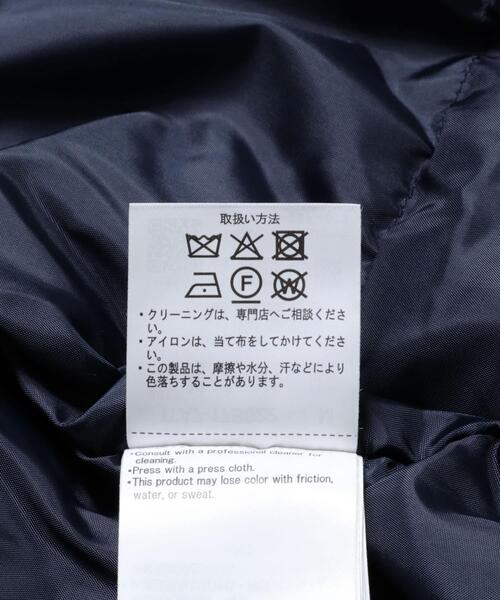 取扱い方法
F W
・クリーニングは、専門店へご相談くださ
い。
・アイロンは、当て布をしてかけてください。
・この製品は、摩擦や水分、汗などにより
色落ちすることがあります。
•Consult with a professional cleaner for
cleaning.
•Press with a press cloth.
•This product may lose color with friction,
water, or sweat.